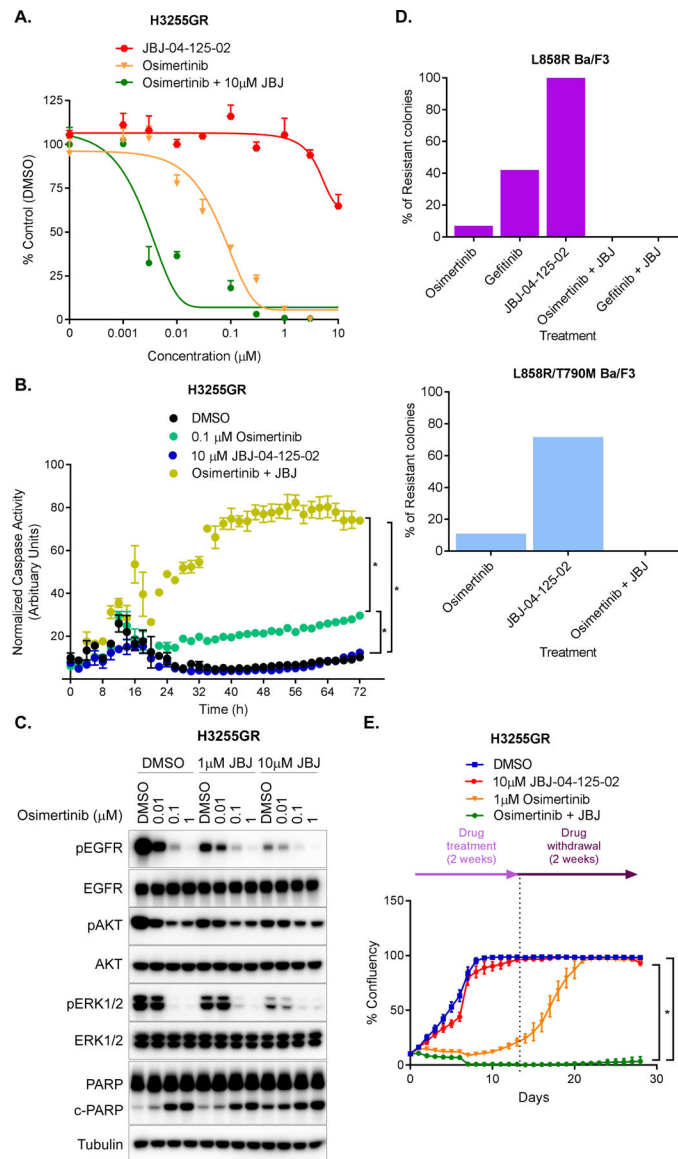 A.
H3255GR
JBJ-04-125-02
Osimertinib
Osimertinib + 10μM JBJ
% Control (DMSO)
125
100
75
50
25
0
0 0.001 0.01 0.1 1 10
Concentration (μM)
B.
H3255GR
DMSO
0.1 μM Osimertinib
10 μM JBJ-04-125-02
Osimertinib + JBJ
Normalized Caspase Activity
(Arbituary Units)
100
80
60
40
20
*
*
*
0 8 16 24 32 40 48 56 64 72
Time (h)
C.
H3255GR
DMSO 1μM JBJ 10μM JBJ
Osimertinib (μM) DMSO 0.01 0.1 1 DMSO 0.01 0.1 1 DMSO 0.01 0.1 1
pEGFR
EGFR
pAKT
AKT
pERK1/2
ERK1/2
PARP
c-PARP
Tubulin
D.
L858R Ba/F3
% of Resistant colonies
100
80
60
40
20
0
Osimertinib Gefitinib JBJ-04-125-02 Osimertinib + JBJ Gefitinib + JBJ
Treatment
L858R/T790M Ba/F3
% of Resistant colonies
100
80
60
40
20
0
Osimertinib JBJ-04-125-02 Osimertinib + JBJ
Treatment
E.
H3255GR
DMSO
10μM JBJ-04-125-02
1μM Osimertinib
Osimertinib + JBJ
Drug treatment (2 weeks)
Drug withdrawal (2 weeks)
% Confluency
150
100
50
0
*
0 10 20 30
Days